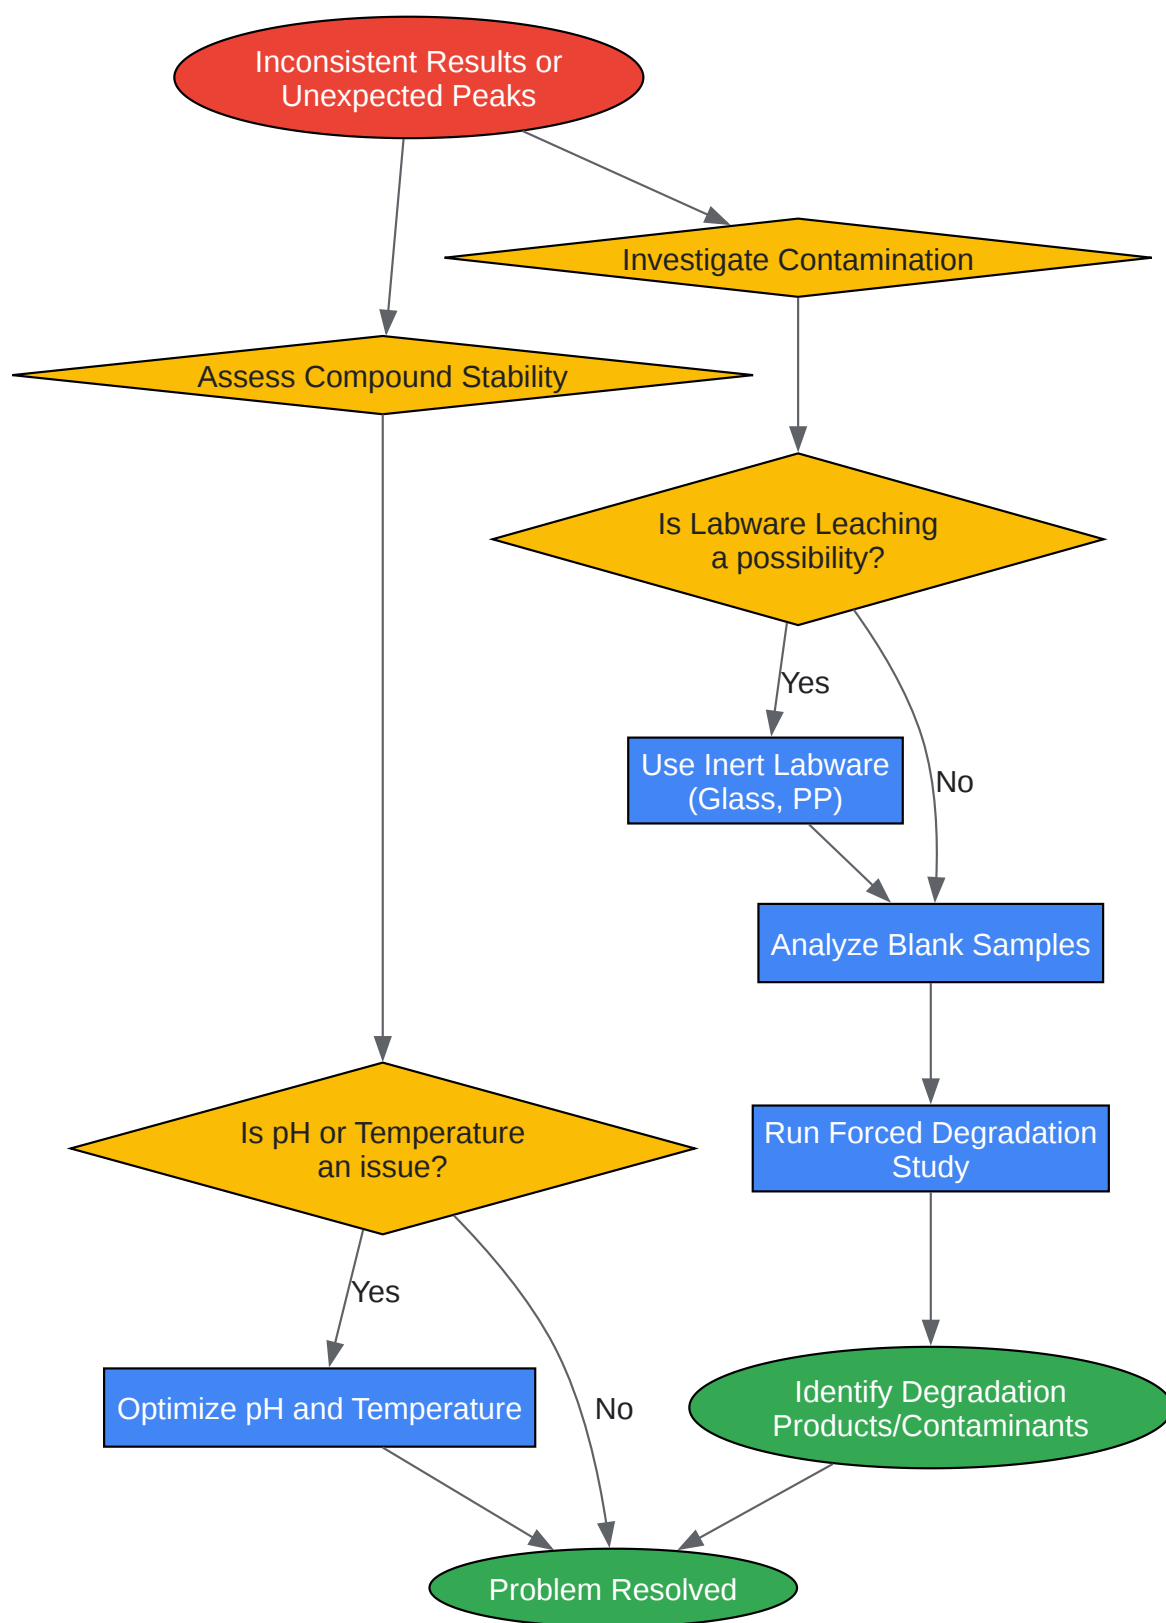 Inconsistent Results or
Unexpected Peaks
Investigate Contamination
Assess Compound Stability
Is Labware Leaching
a possibility?
Yes
Use Inert Labware
(Glass, PP)
No
Analyze Blank Samples
Run Forced Degradation
Study
Is pH or Temperature
an issue?
Yes
Optimize pH and Temperature
No
Identify Degradation
Products/Contaminants
Problem Resolved